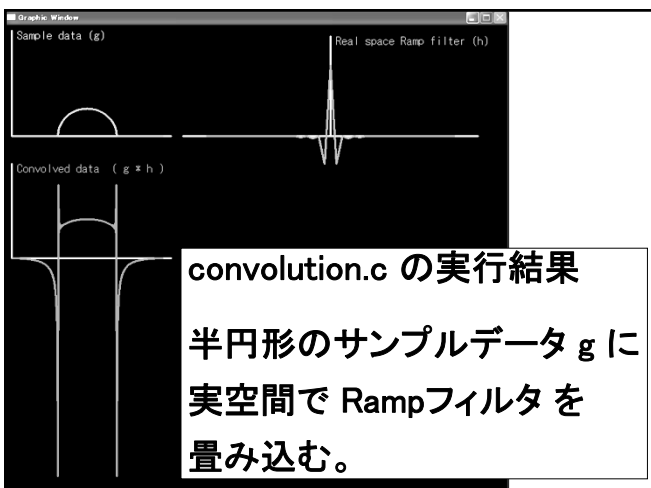 Graphic Window
Sample data (g)
Real space Ramp filter (h)
Convolved data ( g * h )
convolution.c の実行結果
半円形のサンプルデータ g に
実空間で Rampフィルタ を
畳み込む。